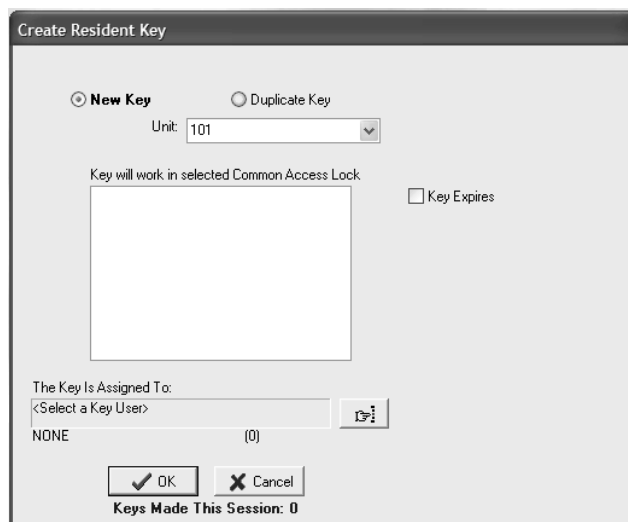 Create Resident Key
New Key Duplicate Key
Unit: 101
Key will work in selected Common Access Lock
Key Expires
The Key Is Assigned To:
<Select a Key User>
NONE (0)
OK Cancel
Keys Made This Session: 0